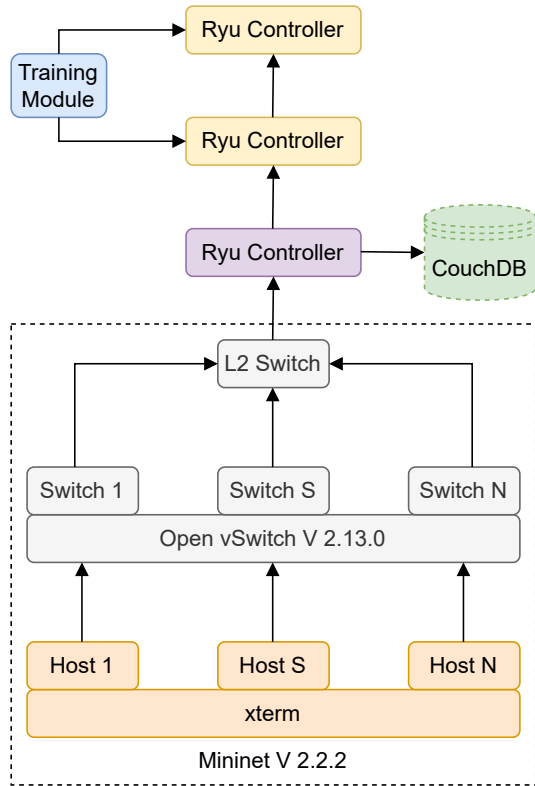 Ryu Controller
Training
Module
Ryu Controller
Ryu Controller
CouchDB
L2 Switch
Switch 1
Switch S
Switch N
Open vSwitch V 2.13.0
Host 1
Host S
Host N
xterm
Mininet V 2.2.2